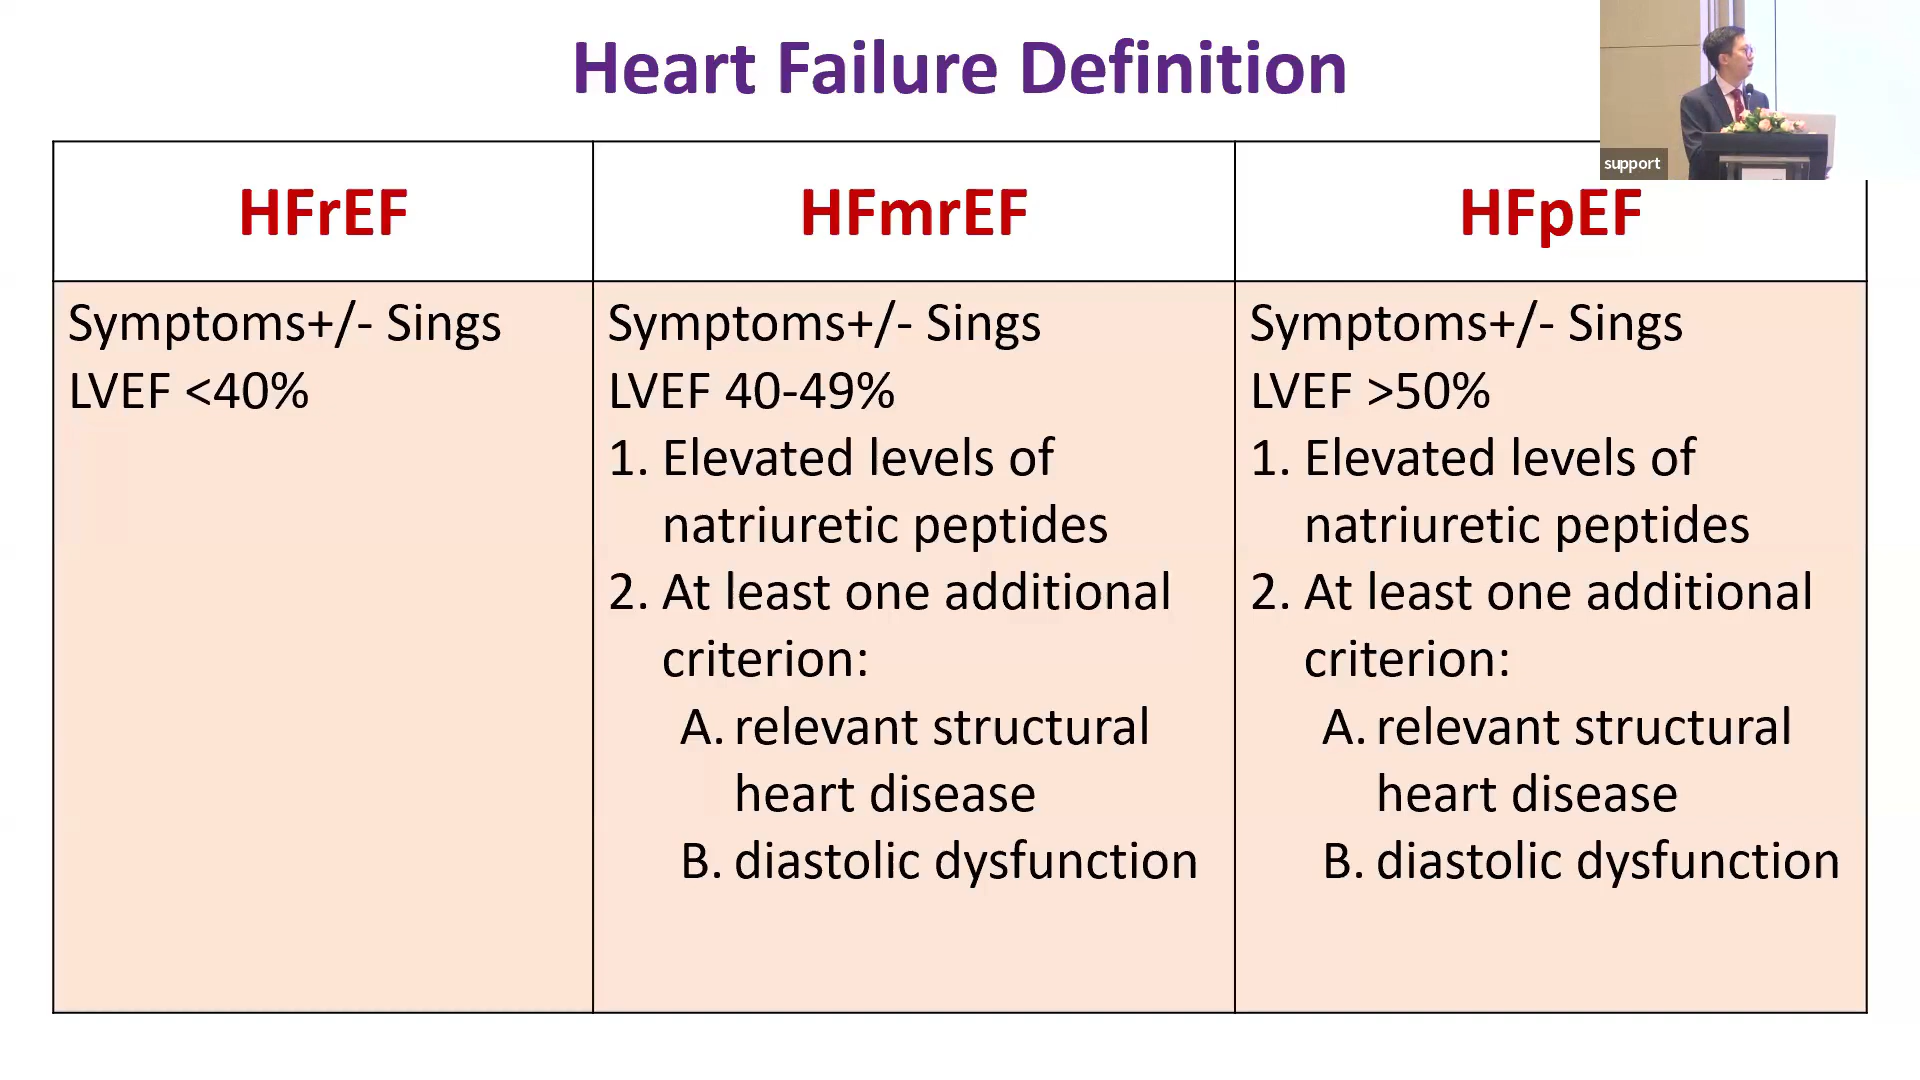 Heart Failure Definition
support
HFrEF
HFmrEF
HFpEF
Symptoms+/- Sings
LVEF <40%
Symptoms+/- Sings
LVEF 40-49%
1. Elevated levels of
natriuretic peptides
2. At least one additional
criterion:
A. relevant structural
heart disease
B. diastolic dysfunction
Symptoms+/- Sings
LVEF >50%
1. Elevated levels of
natriuretic peptides
2. At least one additional
criterion:
A. relevant structural
heart disease
B. diastolic dysfunction